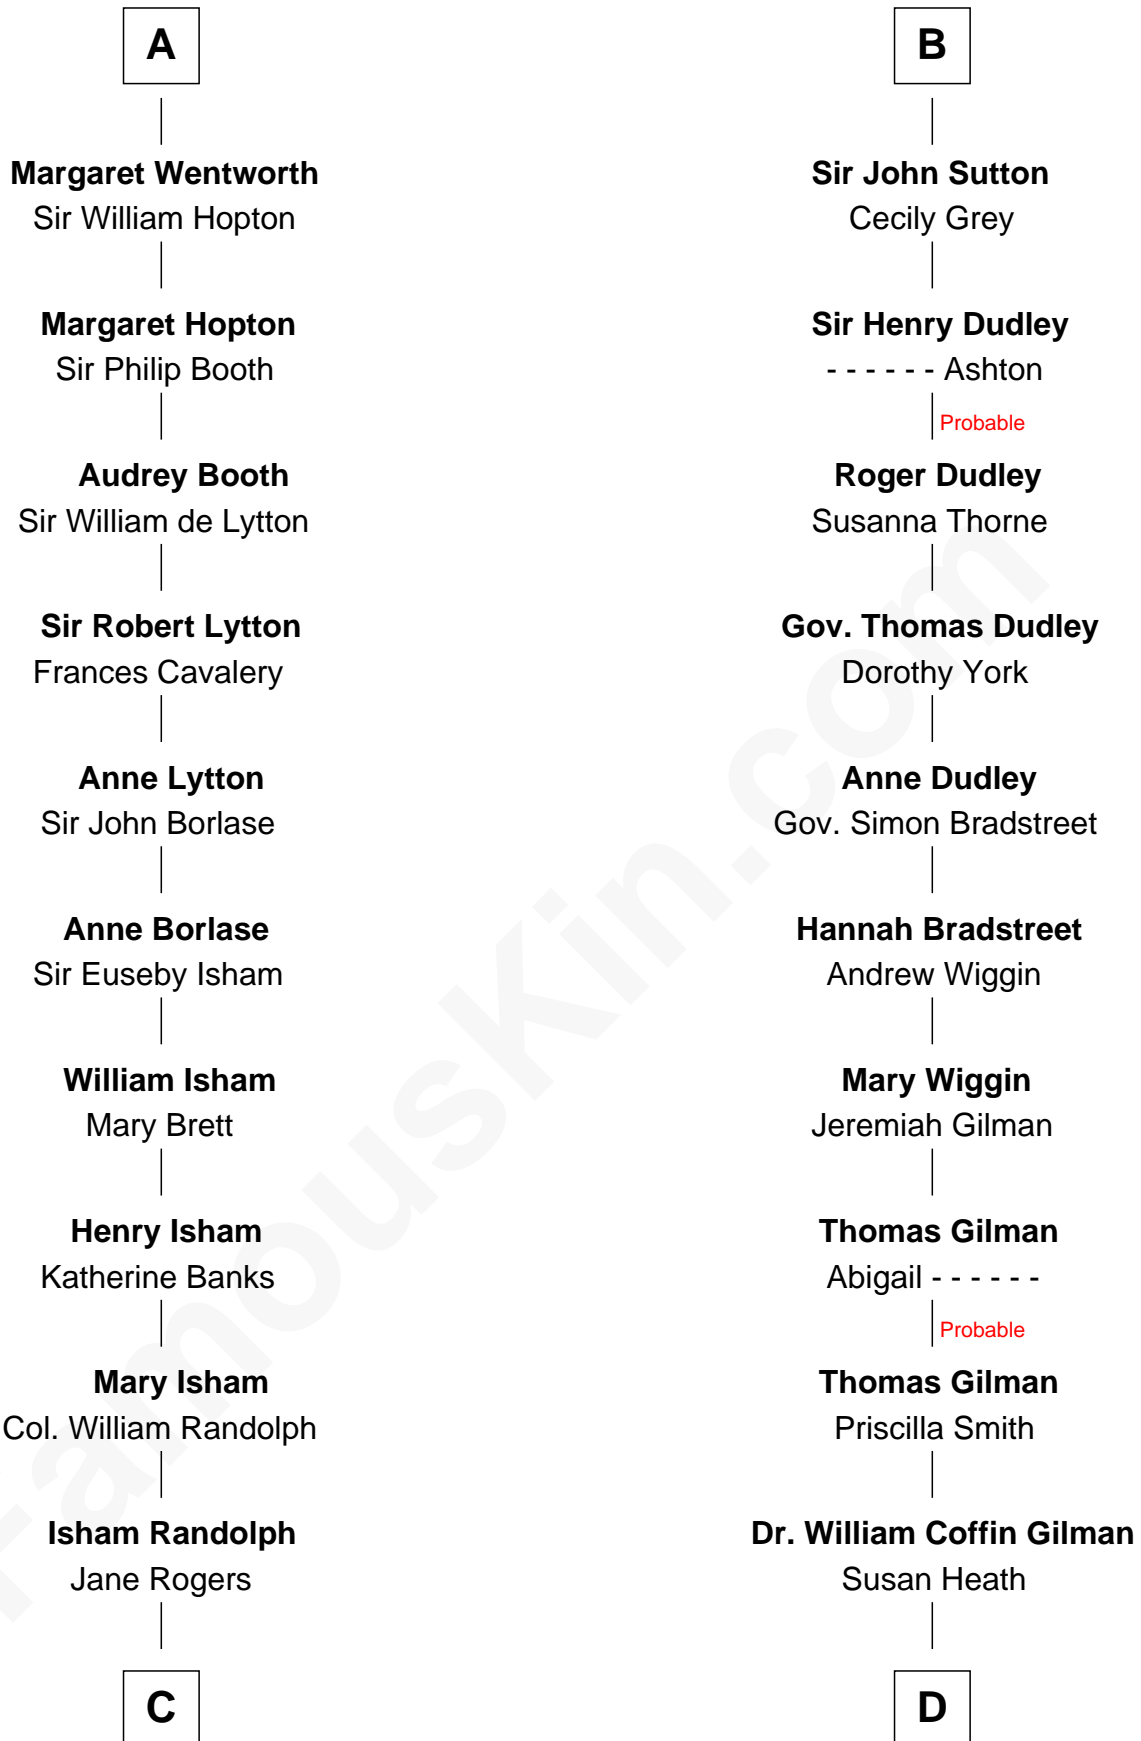 A
Margaret Wentworth
Sir William Hopton
Margaret Hopton
Sir Philip Booth
Audrey Booth
Sir William de Lytton
Sir Robert Lytton
Frances Cavalery
Anne Lytton
Sir John Borlase
Anne Borlase
Sir Euseby Isham
William Isham
Mary Brett
Henry Isham
Katherine Banks
Mary Isham
Col. William Randolph
Isham Randolph
Jane Rogers
C
B
Sir John Sutton
Cecily Grey
Sir Henry Dudley
- - - - - - Ashton
Probable
Roger Dudley
Susanna Thorne
Gov. Thomas Dudley
Dorothy York
Anne Dudley
Gov. Simon Bradstreet
Hannah Bradstreet
Andrew Wiggin
Mary Wiggin
Jeremiah Gilman
Thomas Gilman
Abigail - - - - - -
Probable
Thomas Gilman
Priscilla Smith
Dr. William Coffin Gilman
Susan Heath
D
FamousKin.com